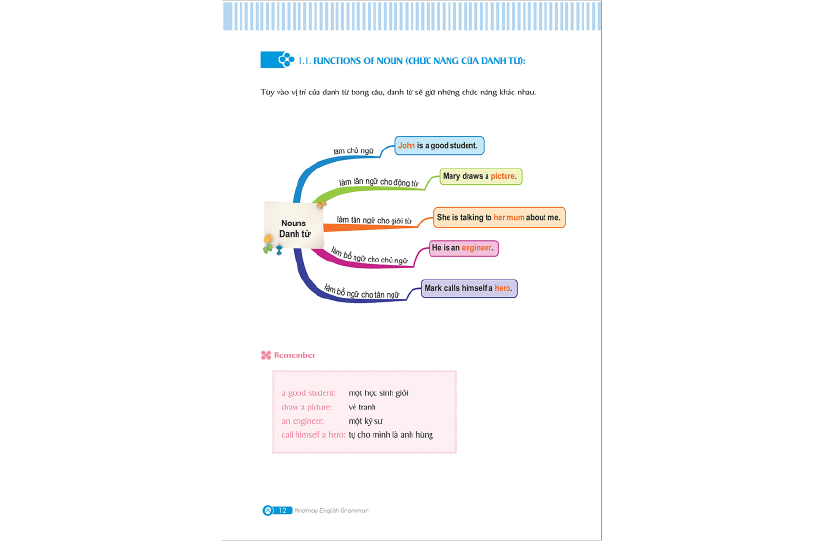 1.1. FUNCTIONS OF NOUN (CHỨC NĂNG CỦA DANH TỪ):
Tùy vào vị trí của danh từ trong câu, danh từ sẽ giữ những chức năng khác nhau.
làm chủ ngữ
John is a good student.
làm tân ngữ cho động từ
Mary draws a picture.
Nouns
Danh từ
làm tân ngữ cho giới từ
She is talking to her mum about me.
làm bổ ngữ cho chủ ngữ
He is an engineer.
làm bổ ngữ cho tân ngữ
Mark calls himself a hero.
Remember
a good student: một học sinh giỏi
draw a picture: vẽ tranh
an engineer: một kỹ sư
call himself a hero: tự cho mình là anh hùng
12 Mindmap English Grammar